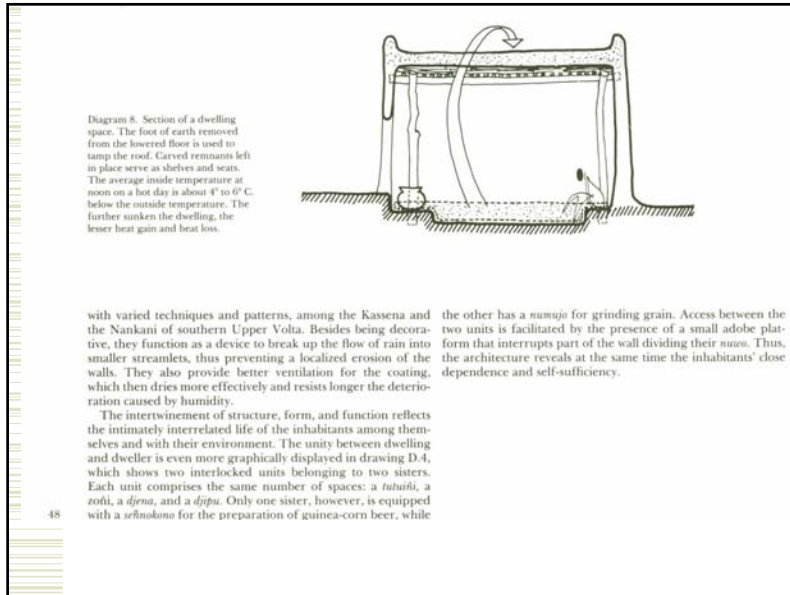 Diagram 8. Section of a dwelling
space. The foot of earth removed
from the lowered floor is used to
tamp the roof. Carved remnants left
in place serve as shelves and seats.
The average inside temperature at
noon on a hot day is about 4° to 6° C.
below the outside temperature. The
further sunken the dwelling, the
lesser heat gain and heat loss.
with varied techniques and patterns, among the Kassena and
the Nankani of southern Upper Volta. Besides being decora-
tive, they function as a device to break up the flow of rain into
smaller streamlets, thus preventing a localized erosion of the
walls. They also provide better ventilation for the coating,
which then dries more effectively and resists longer the deterio-
ration caused by humidity.
The intertwinement of structure, form, and function reflects
the intimately interrelated life of the inhabitants among them-
selves and with their environment. The unity between dwelling
and dweller is even more graphically displayed in drawing D.4,
which shows two interlocked units belonging to two sisters.
Each unit comprises the same number of spaces: a tutuiñi, a
zoñi, a djena, and a djipu. Only one sister, however, is equipped
with a señnokono for the preparation of guinea-corn beer, while
the other has a numujo for grinding grain. Access between the
two units is facilitated by the presence of a small adobe plat-
form that interrupts part of the wall dividing their nuwo. Thus,
the architecture reveals at the same time the inhabitants' close
dependence and self-sufficiency.
48